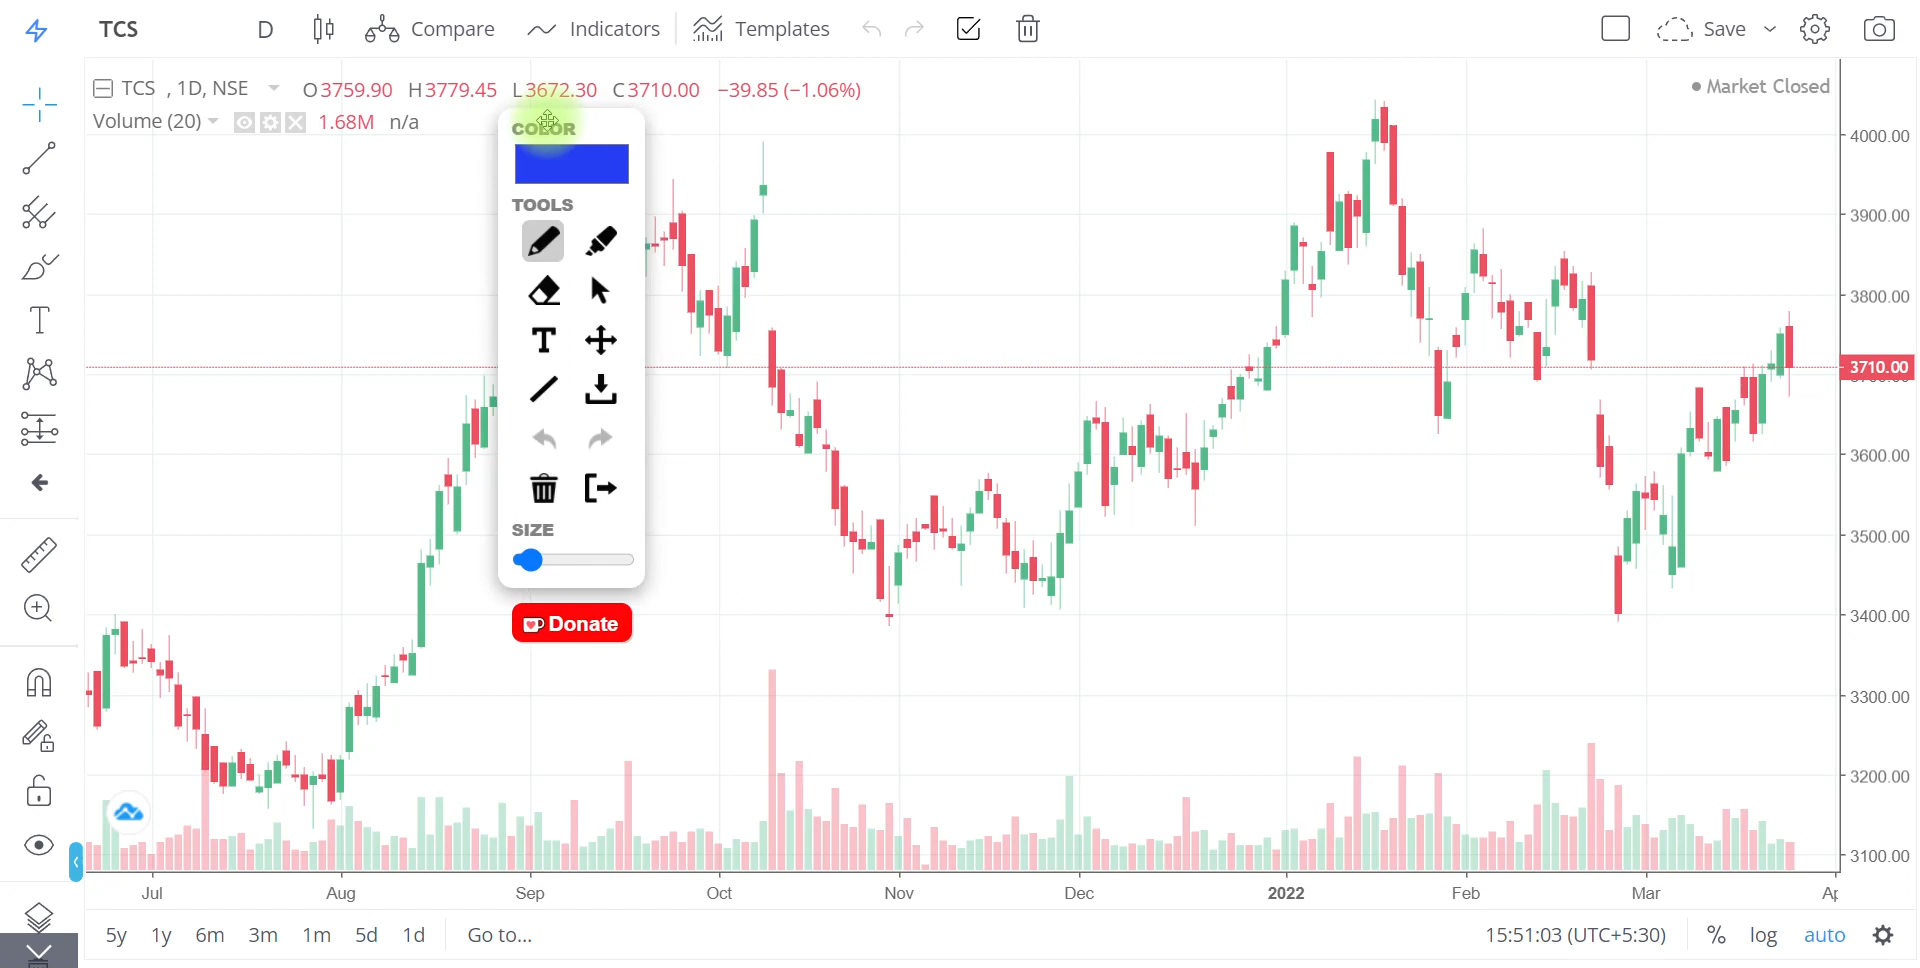 TCS D Compare Indicators Templates Save
TCS , 1D, NSE O3759.90 H3779.45 L3672.30 C3710.00 −39.85 (−1.06%)
Market Closed
Volume (20) 1.68M n/a
COLOR
TOOLS
T
T
SIZE
Donate
4000.00
3900.00
3800.00
3710.00
3600.00
3500.00
3400.00
3300.00
3200.00
3100.00
Jul Aug Sep Oct Nov Dec 2022 Feb Mar
5y 1y 6m 3m 1m 5d 1d Go to... 15:51:03 (UTC+5:30) % log auto